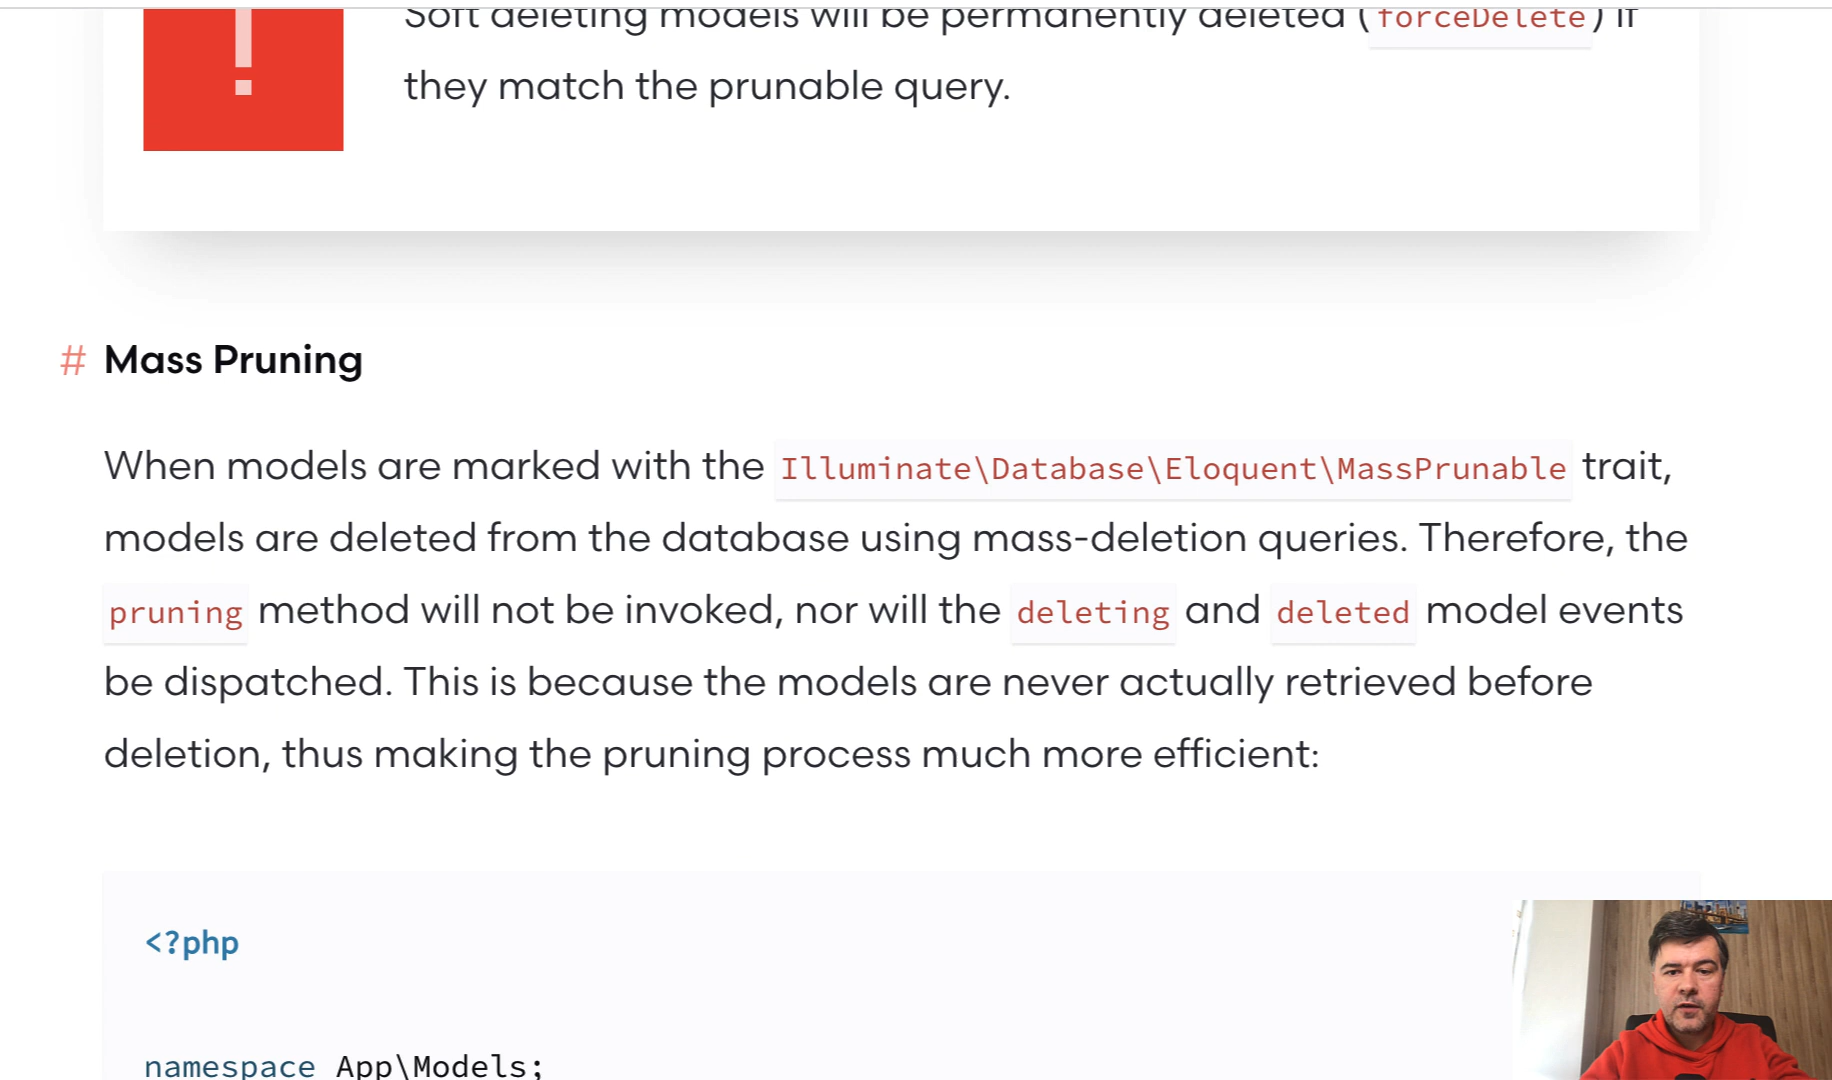 Soft deleting models will be permanently deleted (forceDelete) if
they match the prunable query.
# Mass Pruning
When models are marked with the Illuminate\Database\Eloquent\MassPrunable trait,
models are deleted from the database using mass-deletion queries. Therefore, the
pruning method will not be invoked, nor will the deleting and deleted model events
be dispatched. This is because the models are never actually retrieved before
deletion, thus making the pruning process much more efficient:
<?php
namespace App\Models;